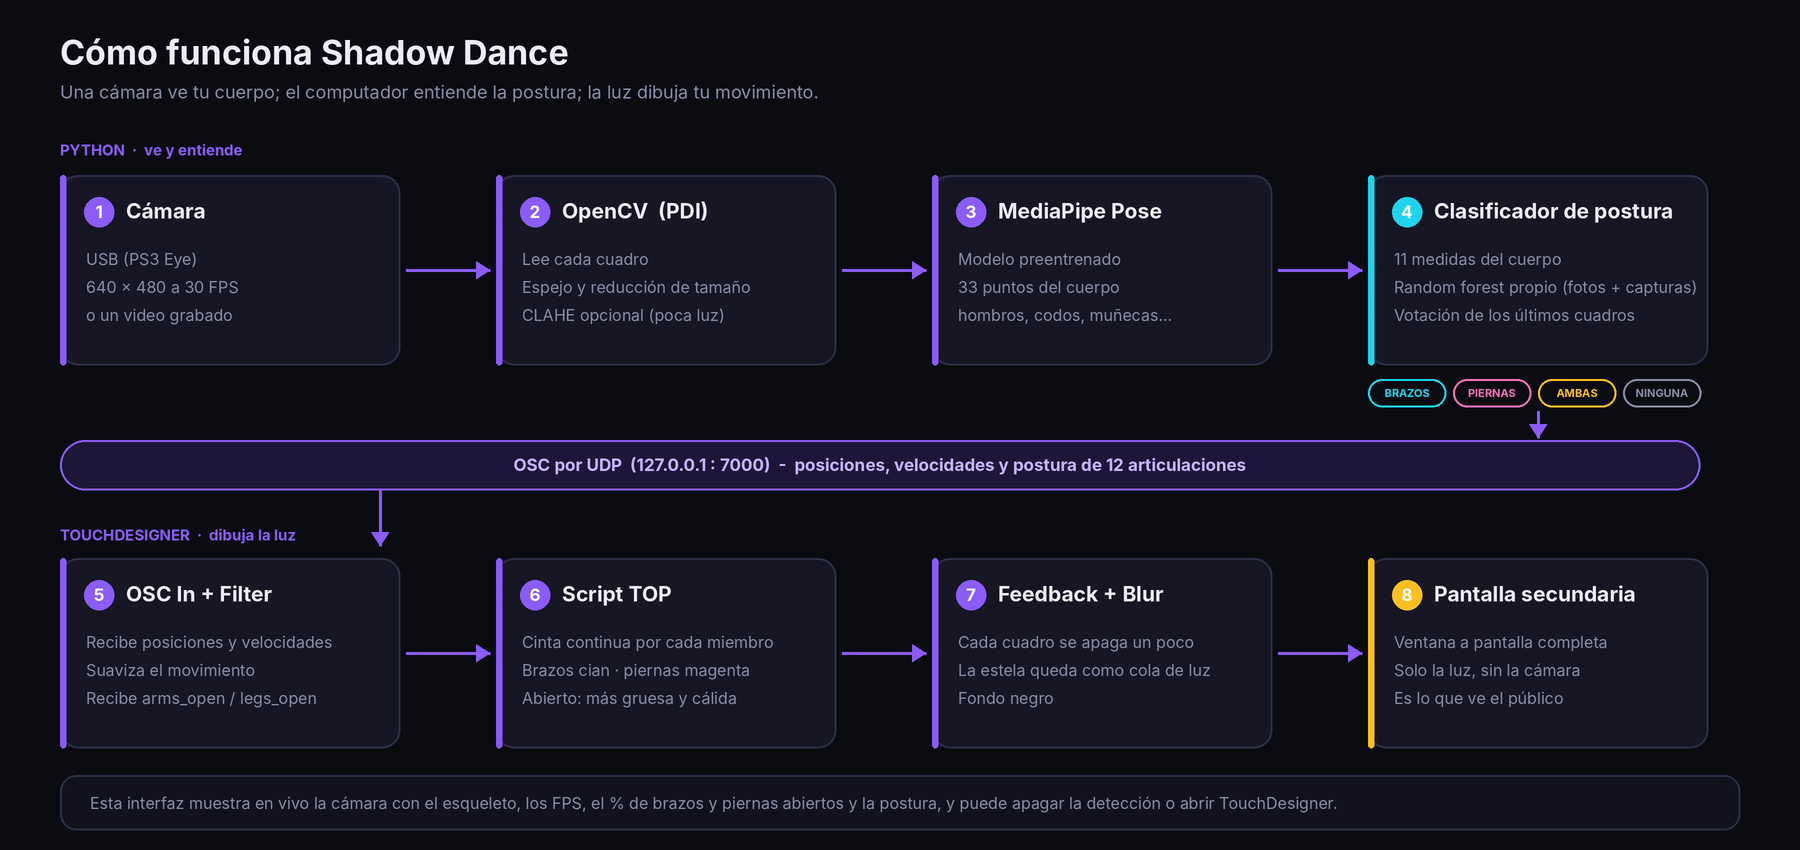 Cómo funciona Shadow Dance
Una cámara ve tu cuerpo; el computador entiende la postura; la luz dibuja tu movimiento.
PYTHON · ve y entiende
1 Cámara
USB (PS3 Eye)
640 × 480 a 30 FPS
o un video grabado
2 OpenCV (PDI)
Lee cada cuadro
Espejo y reducción de tamaño
CLAHE opcional (poca luz)
3 MediaPipe Pose
Modelo preentrenado
33 puntos del cuerpo
hombros, codos, muñecas...
4 Clasificador de postura
11 medidas del cuerpo
Random forest propio (fotos + capturas)
Votación de los últimos cuadros
BRAZOS PIERNAS AMBAS NINGUNA
OSC por UDP (127.0.0.1 : 7000) - posiciones, velocidades y postura de 12 articulaciones
TOUCHDESIGNER · dibuja la luz
5 OSC In + Filter
Recibe posiciones y velocidades
Suaviza el movimiento
Recibe arms_open / legs_open
6 Script TOP
Cinta continua por cada miembro
Brazos cian · piernas magenta
Abierto: más gruesa y cálida
7 Feedback + Blur
Cada cuadro se apaga un poco
La estela queda como cola de luz
Fondo negro
8 Pantalla secundaria
Ventana a pantalla completa
Solo la luz, sin la cámara
Es lo que ve el público
Esta interfaz muestra en vivo la cámara con el esqueleto, los FPS, el % de brazos y piernas abiertos y la postura, y puede apagar la detección o abrir TouchDesigner.